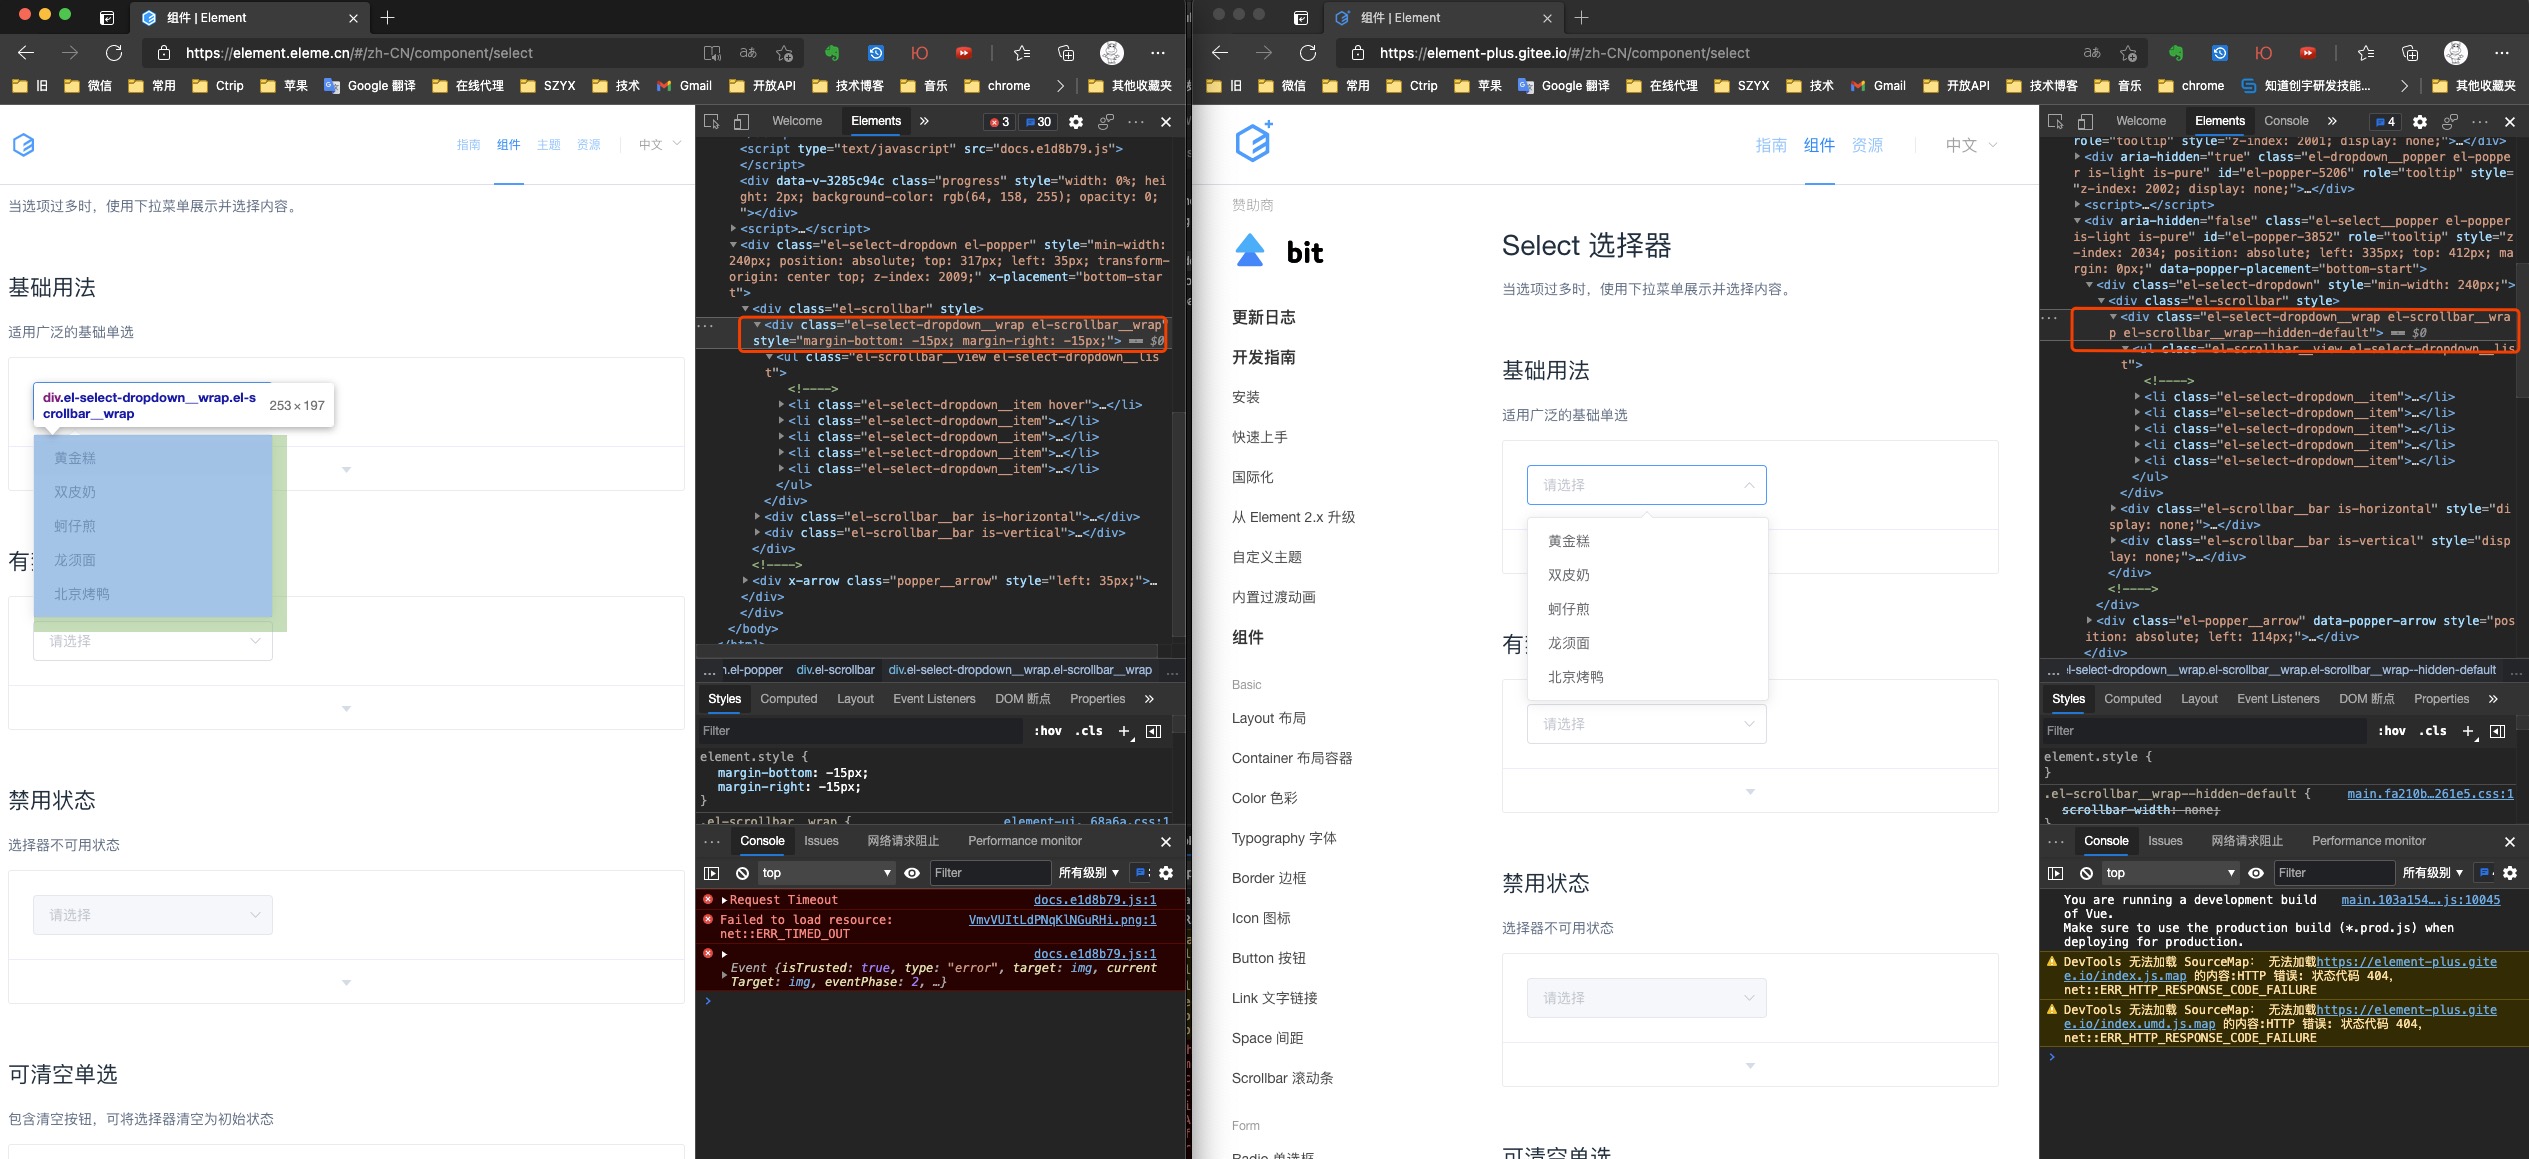 组件 | Element
https://element.eleme.cn/#/zh-CN/component/select
旧 微信 常用 Ctrip 苹果 Google 翻译 在线代理 SZYX 技术 Gmail 开放API 技术博客 音乐 chrome 其他收藏夹
指南 组件 主题 资源 中文
当选项过多时，使用下拉菜单展示并选择内容。
基础用法
适用广泛的基础单选
div.el-select-dropdown__wrap.el-s
crollbar__wrap
253 × 197
黄金糕
双皮奶
蚵仔煎
龙须面
北京烤鸭
请选择
禁用状态
选择器不可用状态
请选择
可清空单选
包含清空按钮，可将选择器清空为初始状态
Welcome Elements 3 30
<script type="text/javascript" src="docs.e1d8b79.js">
</script>
<div data-v-3285c94c class="progress" style="width: 0%; hei
ght: 2px; background-color: rgb(64, 158, 255); opacity: 0;
"></div>
<script>…</script>
<div class="el-select-dropdown el-popper" style="min-width:
240px; position: absolute; top: 317px; left: 35px; transform-
origin: center top; z-index: 2009;" x-placement="bottom-star
t">
<div class="el-scrollbar" style>
<div class="el-select-dropdown__wrap el-scrollbar__wrap"
style="margin-bottom: -15px; margin-right: -15px;"> == $0
<ul class="el-scrollbar__view el-select-dropdown__lis
t">
<!---->
<li class="el-select-dropdown__item hover">…</li>
<li class="el-select-dropdown__item">…</li>
<li class="el-select-dropdown__item">…</li>
<li class="el-select-dropdown__item">…</li>
<li class="el-select-dropdown__item">…</li>
</ul>
</div>
<div class="el-scrollbar__bar is-horizontal">…</div>
<div class="el-scrollbar__bar is-vertical">…</div>
</div>
<!---->
<div x-arrow class="popper__arrow" style="left: 35px;">…
</div>
</div>
</body>
… n.el-popper div.el-scrollbar div.el-select-dropdown__wrap.el-scrollbar__wrap …
Styles Computed Layout Event Listeners DOM 断点 Properties
Filter :hov .cls
element.style {
margin-bottom: -15px;
margin-right: -15px;
}
.el-scrollbar__wrap { element-ui._68a6a.css:1
Console Issues 网络请求阻止 Performance monitor
top Filter 所有级别
Request Timeout docs.e1d8b79.js:1
Failed to load resource: VmvVUItLdPNqKlNGuRHi.png:1
net::ERR_TIMED_OUT
docs.e1d8b79.js:1
Event {isTrusted: true, type: "error", target: img, current
Target: img, eventPhase: 2, …}
组件 | Element
https://element-plus.gitee.io/#/zh-CN/component/select
旧 微信 常用 Ctrip 苹果 Google 翻译 在线代理 SZYX 技术 Gmail 开放API 技术博客 音乐 chrome 知道创宇研发技能... 其他收藏夹
指南 组件 资源 中文
赞助商
bit
更新日志
开发指南
安装
快速上手
国际化
从 Element 2.x 升级
自定义主题
内置过渡动画
组件
Basic
Layout 布局
Container 布局容器
Color 色彩
Typography 字体
Border 边框
Icon 图标
Button 按钮
Link 文字链接
Space 间距
Scrollbar 滚动条
Form
Radio 单选框
Select 选择器
当选项过多时，使用下拉菜单展示并选择内容。
基础用法
适用广泛的基础单选
请选择
黄金糕
双皮奶
蚵仔煎
龙须面
北京烤鸭
请选择
禁用状态
选择器不可用状态
请选择
可清空单选
Welcome Elements Console 4
role="tooltip" style="z-index: 2001; display: none;">…</div>
<div aria-hidden="true" class="el-dropdown__popper el-poppe
r is-light is-pure" id="el-popper-5206" role="tooltip" style=
"z-index: 2002; display: none;">…</div>
<script>…</script>
<div aria-hidden="false" class="el-select__popper el-popper
is-light is-pure" id="el-popper-3852" role="tooltip" style="z
-index: 2034; position: absolute; left: 335px; top: 412px; ma
rgin: 0px;" data-popper-placement="bottom-start">
<div class="el-select-dropdown" style="min-width: 240px;">
<div class="el-scrollbar" style>
<div class="el-select-dropdown__wrap el-scrollbar__wra
p el-scrollbar__wrap--hidden-default"> == $0
<ul class="el-scrollbar__view el-select-dropdown__lis
t">
<!---->
<li class="el-select-dropdown__item">…</li>
<li class="el-select-dropdown__item">…</li>
<li class="el-select-dropdown__item">…</li>
<li class="el-select-dropdown__item">…</li>
<li class="el-select-dropdown__item">…</li>
</ul>
</div>
<div class="el-scrollbar__bar is-horizontal" style="di
splay: none;">…</div>
<div class="el-scrollbar__bar is-vertical" style="disp
lay: none;">…</div>
</div>
<!---->
</div>
<div class="el-popper__arrow" data-popper-arrow style="pos
ition: absolute; left: 114px;">…</div>
</div>
… el-select-dropdown__wrap.el-scrollbar__wrap.el-scrollbar__wrap--hidden-default …
Styles Computed Layout Event Listeners DOM 断点 Properties
Filter :hov .cls
element.style {
}
.el-scrollbar__wrap--hidden-default { main.fa210b…261e5.css:1
scrollbar-width: none;
}
Console Issues 网络请求阻止 Performance monitor
top Filter 所有级别
You are running a development build main.103a154….js:10045
of Vue.
Make sure to use the production build (*.prod.js) when
deploying for production.
DevTools 无法加载 SourceMap: 无法加载https://element-plus.gite
e.io/index.js.map 的内容:HTTP 错误: 状态代码 404,
net::ERR_HTTP_RESPONSE_CODE_FAILURE
DevTools 无法加载 SourceMap: 无法加载https://element-plus.gite
e.io/index.umd.js.map 的内容:HTTP 错误: 状态代码 404,
net::ERR_HTTP_RESPONSE_CODE_FAILURE